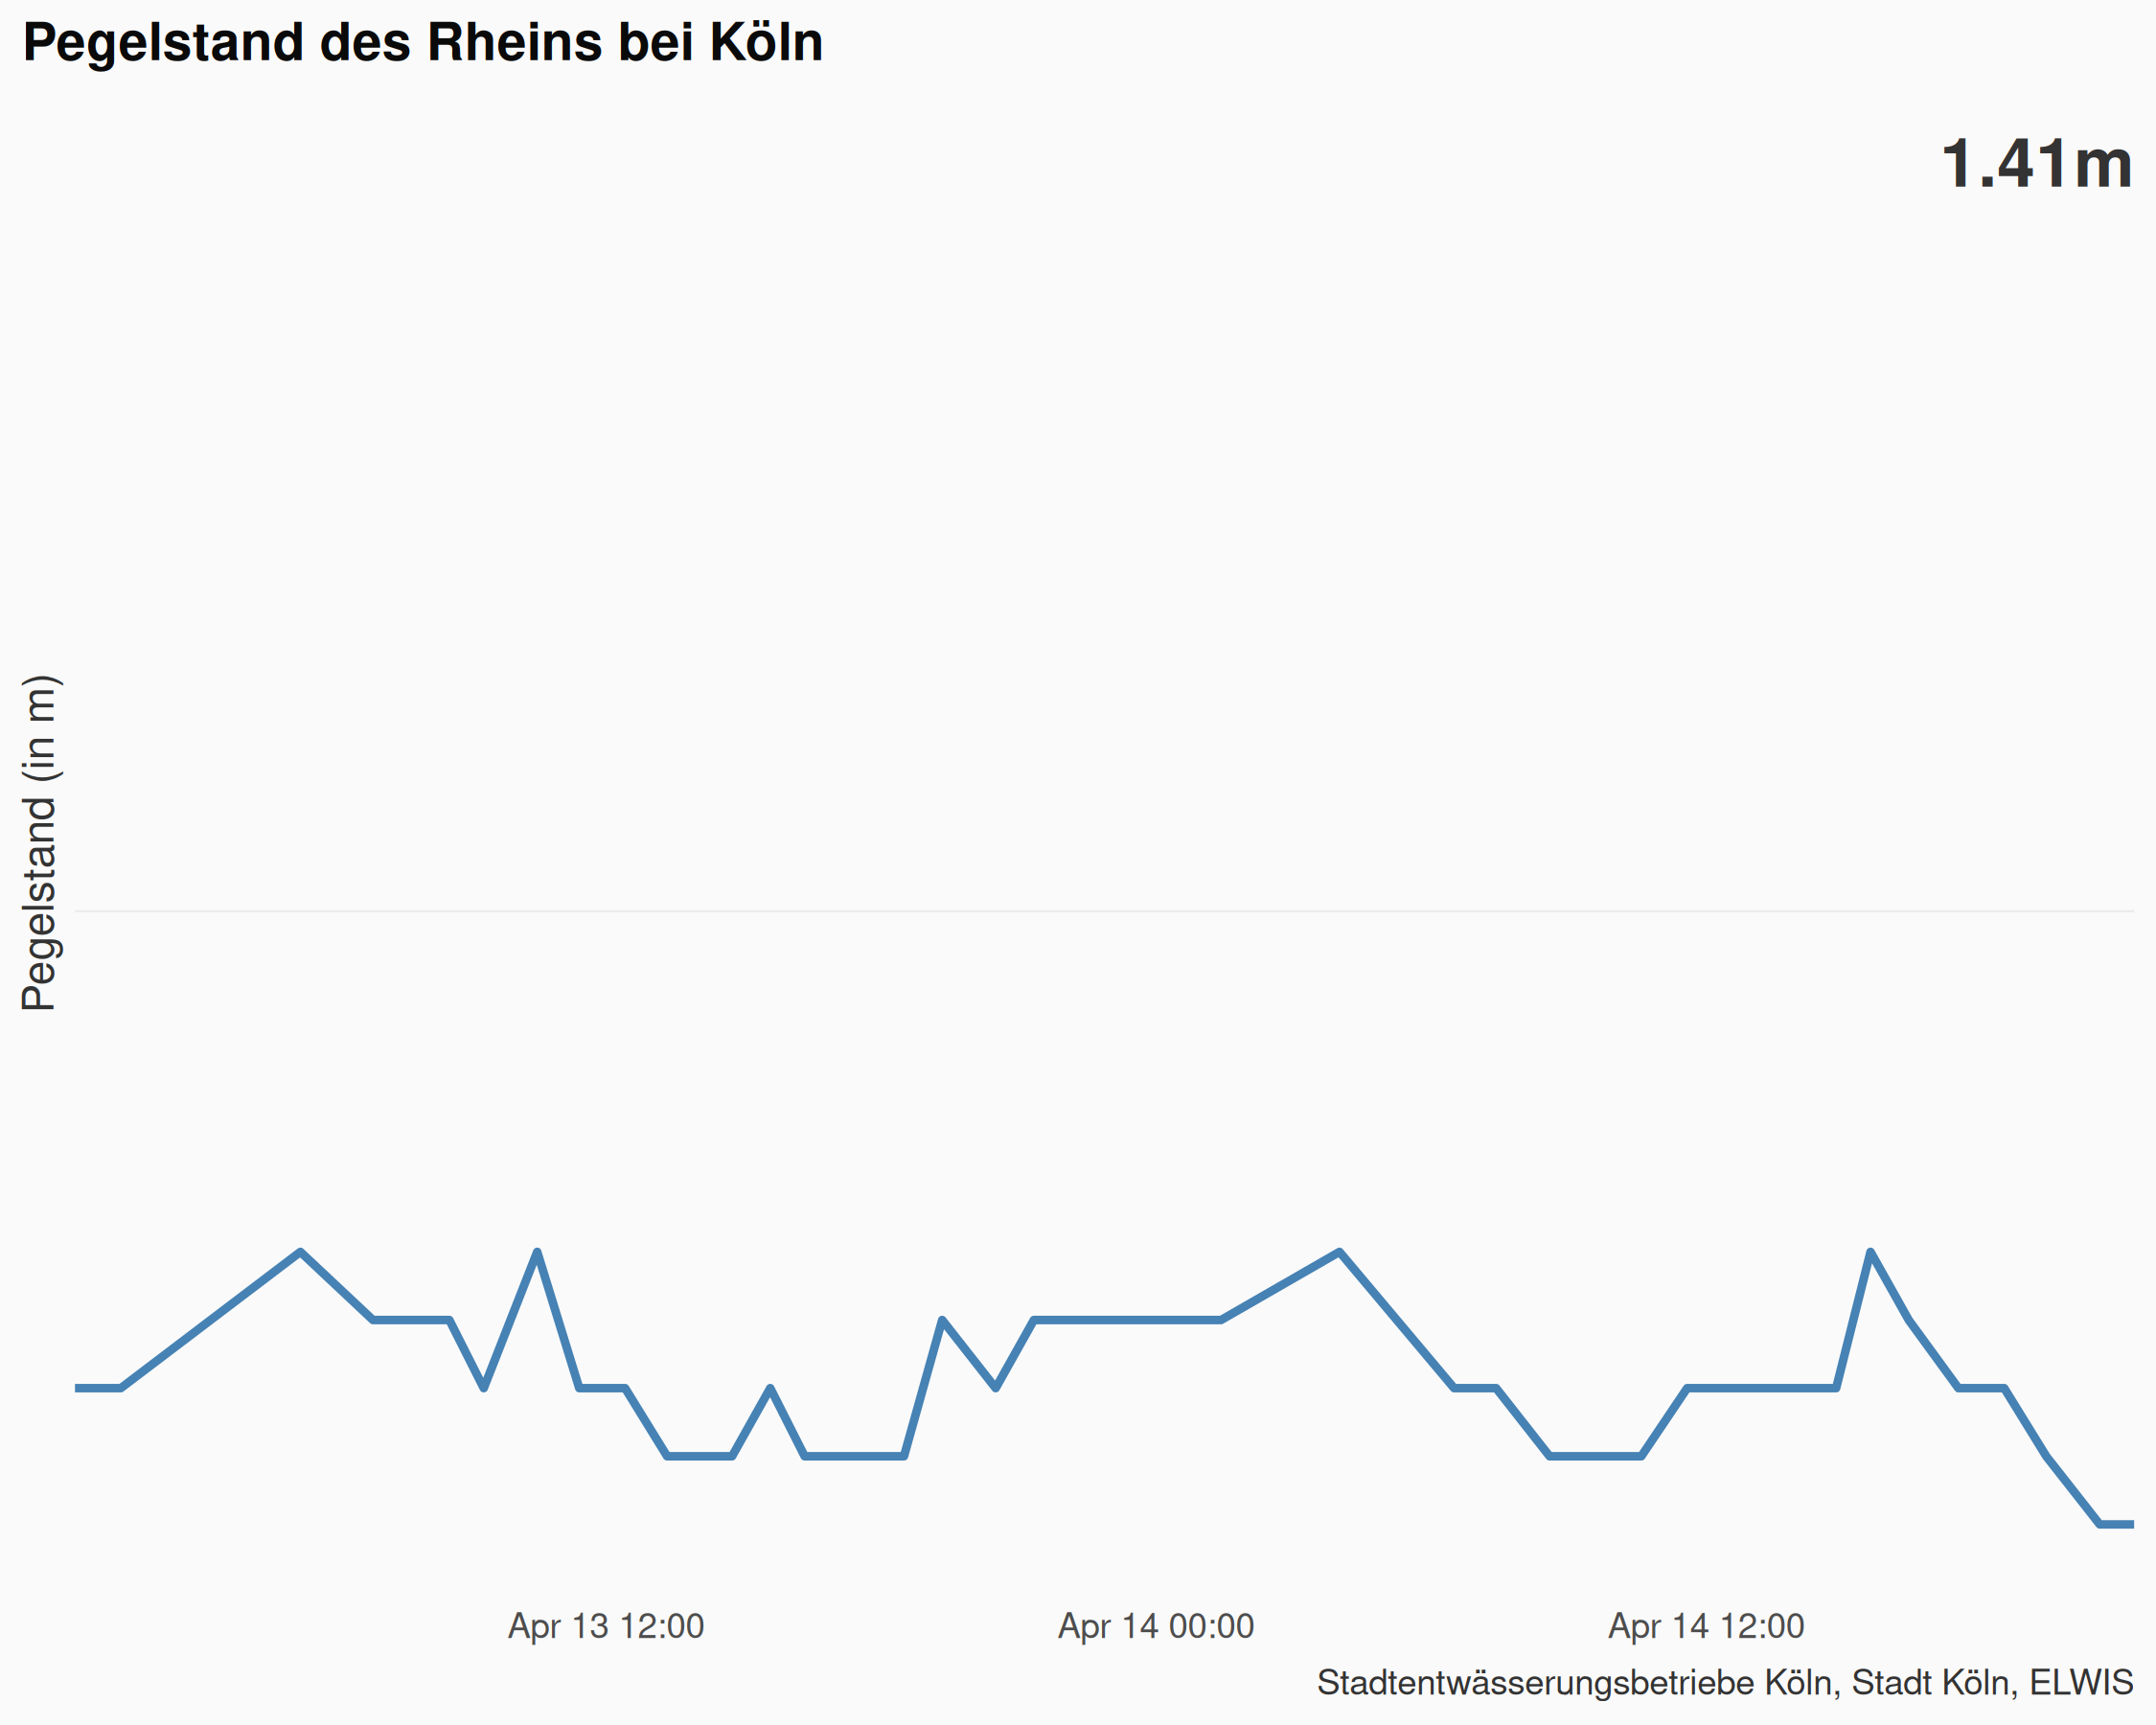 Pegelstand des Rheins bei Köln
1.41m
Pegelstand (in m)
Apr 13 12:00
Apr 14 00:00
Apr 14 12:00
Stadtentwässerungsbetriebe Köln, Stadt Köln, ELWIS